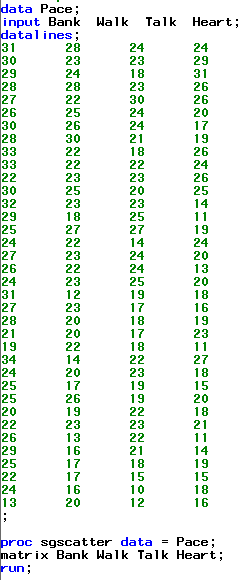 data Pace;
input Bank Walk Talk Heart;
datalines;
31 28 24 24
30 23 23 29
29 24 18 31
28 28 23 26
27 22 30 26
26 25 24 20
30 26 24 17
28 30 21 19
33 22 18 26
33 22 22 24
22 23 23 26
30 25 20 25
32 23 23 14
29 18 25 11
25 27 27 19
24 22 14 24
27 23 24 20
26 22 24 13
24 23 25 20
31 12 19 18
27 23 17 16
28 20 18 19
21 20 17 23
19 22 18 11
34 14 22 27
24 20 23 18
25 17 19 15
25 26 19 20
20 19 22 18
22 23 23 21
26 13 22 11
29 16 21 14
25 17 18 19
22 17 15 15
24 16 10 18
13 20 12 16
;
proc sgscatter data = Pace;
matrix Bank Walk Talk Heart;
run;